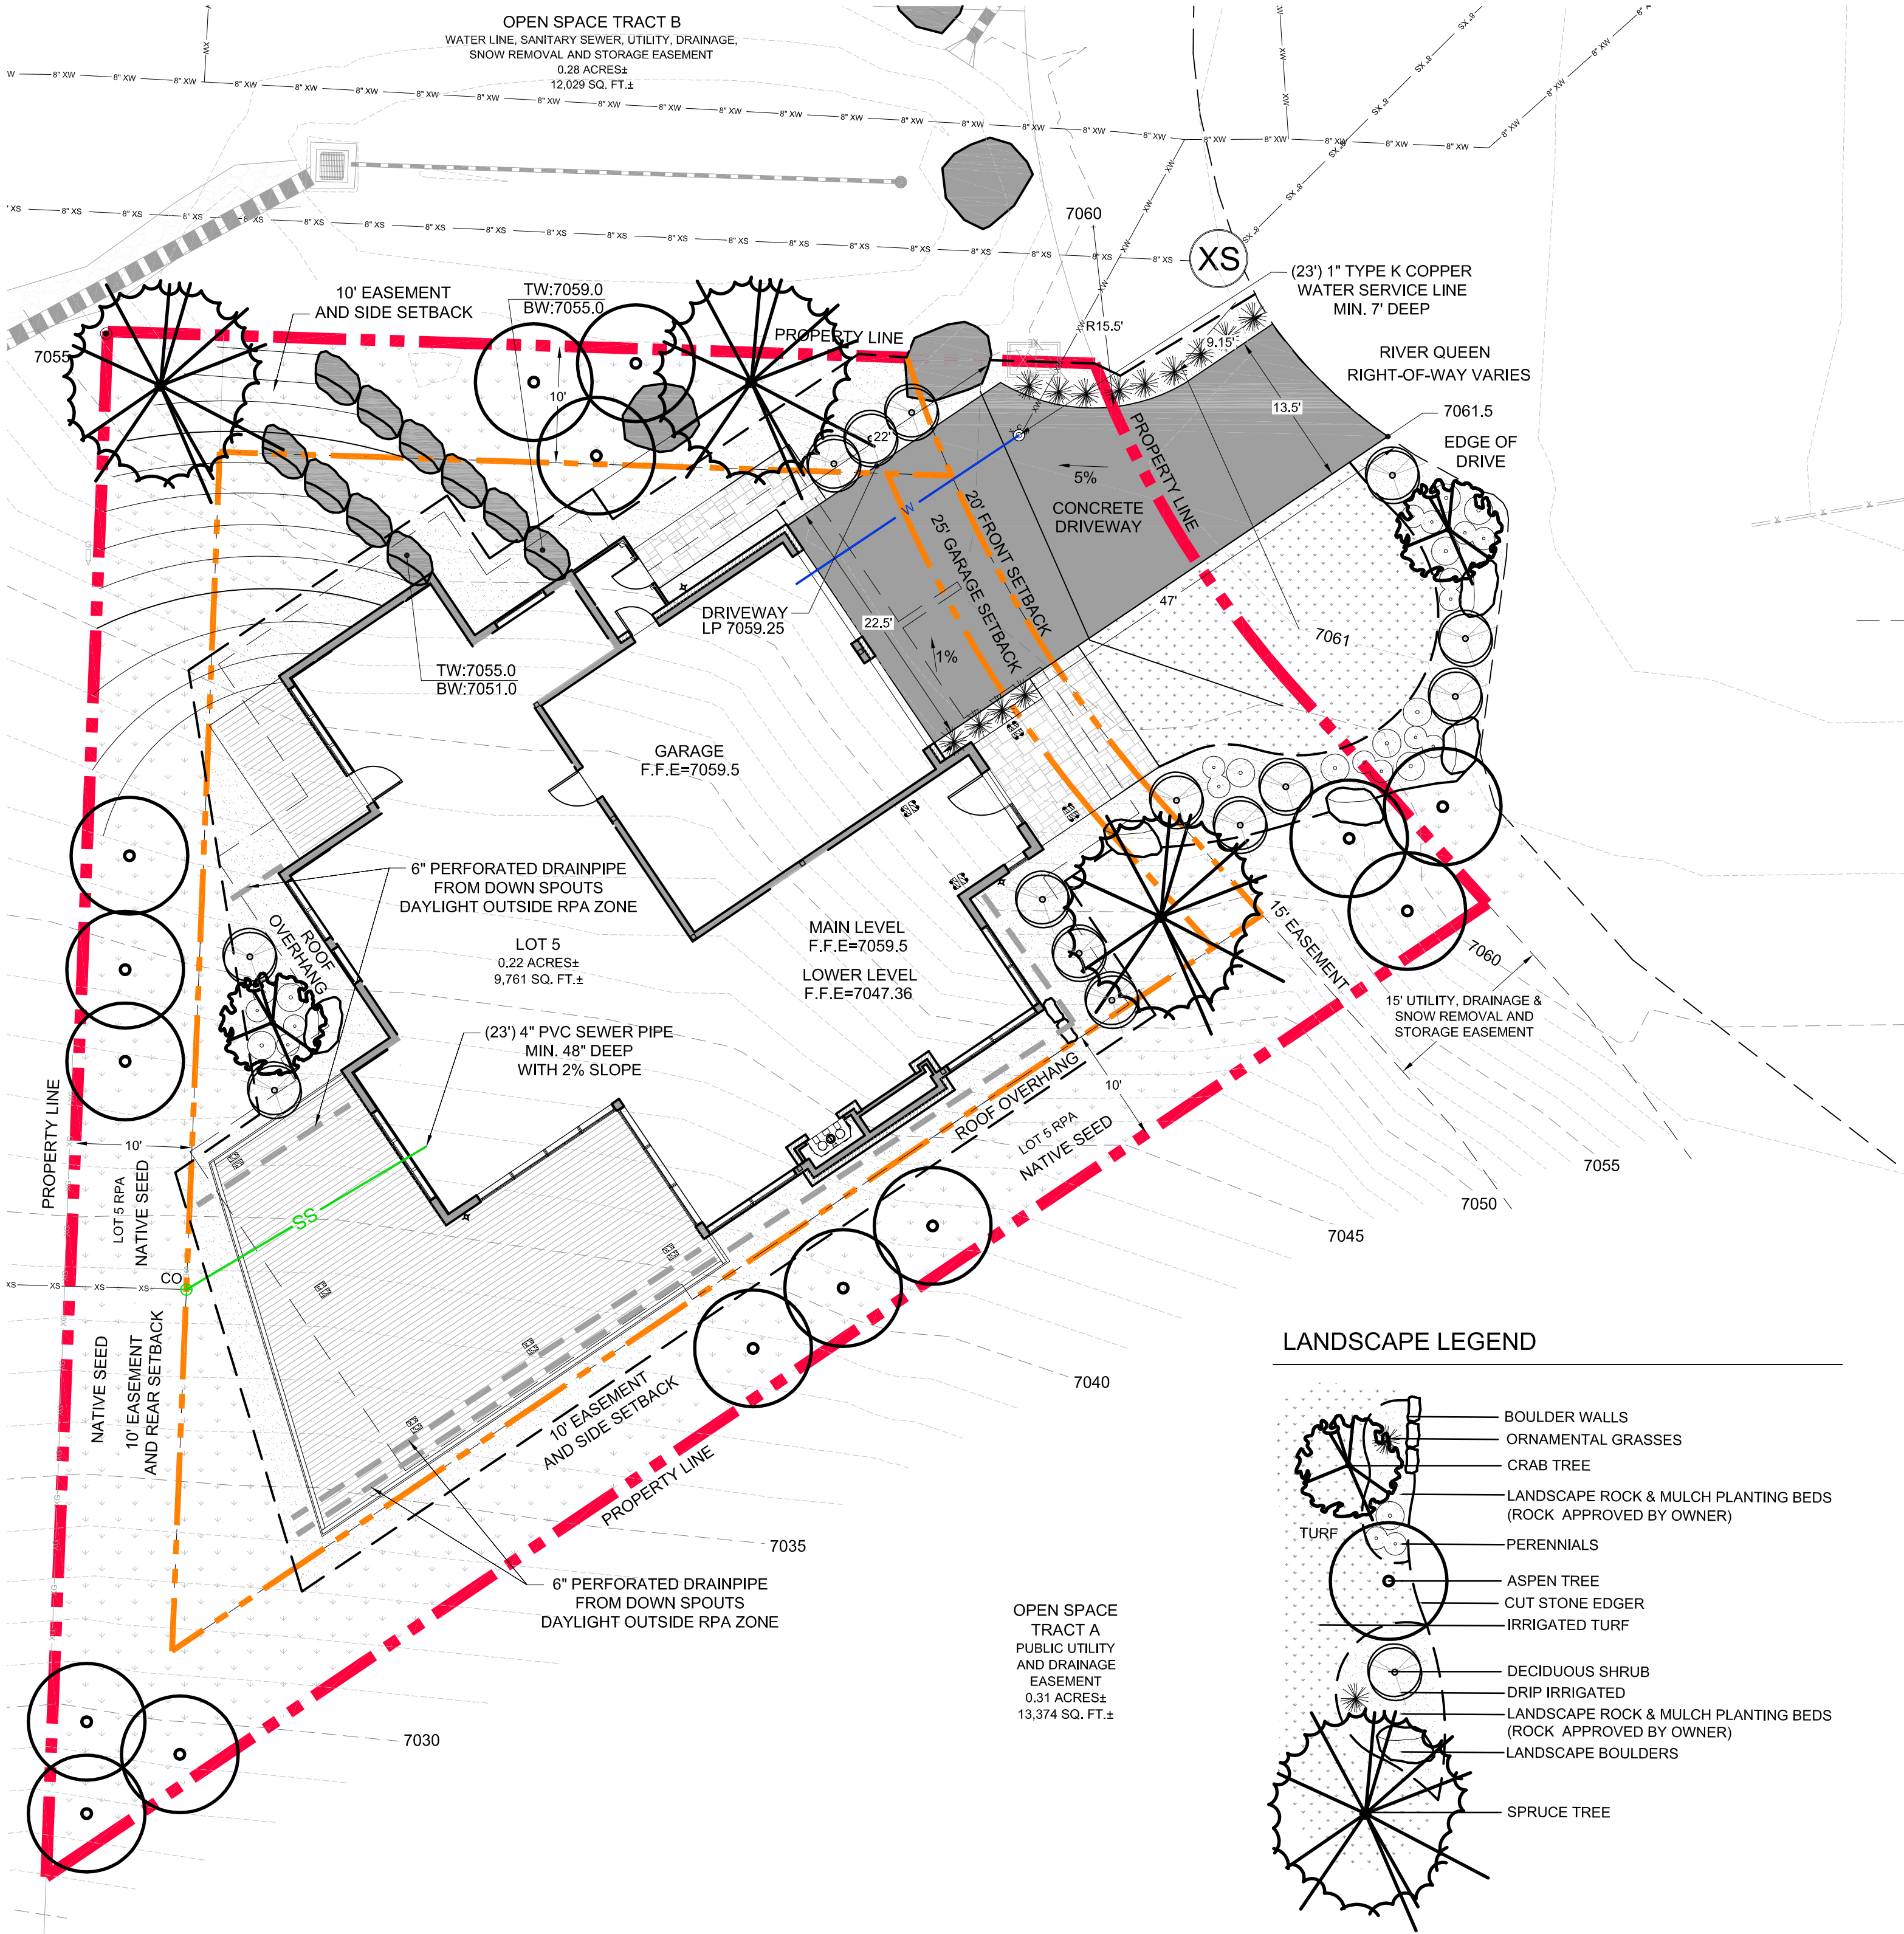 OPEN SPACE TRACT B
WATER LINE, SANITARY SEWER, UTILITY, DRAINAGE,
SNOW REMOVAL AND STORAGE EASEMENT
0.28 ACRES±
12,029 SQ. FT.±
8" XW
XW
8" XS
7060
XS
(23') 1" TYPE K COPPER
WATER SERVICE LINE
MIN. 7' DEEP
10' EASEMENT
AND SIDE SETBACK
TW:7059.0
BW:7055.0
PROPERTY LINE
R15.5'
9.15'
7055
RIVER QUEEN
RIGHT-OF-WAY VARIES
10'
13.5'
7061.5
22'
EDGE OF
DRIVE
5%
CONCRETE
DRIVEWAY
PROPERTY LINE
W
20' FRONT SETBACK
25' GARAGE SETBACK
DRIVEWAY
LP 7059.25
22.5'
47'
7061
1%
TW:7055.0
BW:7051.0
GARAGE
F.F.E=7059.5
6" PERFORATED DRAINPIPE
FROM DOWN SPOUTS
DAYLIGHT OUTSIDE RPA ZONE
ROOF
OVERHANG
LOT 5
0.22 ACRES±
9,761 SQ. FT.±
MAIN LEVEL
F.F.E=7059.5
LOWER LEVEL
F.F.E=7047.36
15' EASEMENT
7060
15' UTILITY, DRAINAGE &
SNOW REMOVAL AND
STORAGE EASEMENT
(23') 4" PVC SEWER PIPE
MIN. 48" DEEP
WITH 2% SLOPE
PROPERTY LINE
10'
ROOF OVERHANG
10'
LOT 5 RPA
NATIVE SEED
LOT 5 RPA
NATIVE SEED
7055
7050
7045
SS
CO
XS
NATIVE SEED
10' EASEMENT
AND REAR SETBACK
10' EASEMENT
AND SIDE SETBACK
PROPERTY LINE
7040
7035
6" PERFORATED DRAINPIPE
FROM DOWN SPOUTS
DAYLIGHT OUTSIDE RPA ZONE
7030
OPEN SPACE
TRACT A
PUBLIC UTILITY
AND DRAINAGE
EASEMENT
0.31 ACRES±
13,374 SQ. FT.±
LANDSCAPE LEGEND
BOULDER WALLS
ORNAMENTAL GRASSES
CRAB TREE
LANDSCAPE ROCK & MULCH PLANTING BEDS
(ROCK APPROVED BY OWNER)
TURF
PERENNIALS
ASPEN TREE
CUT STONE EDGER
IRRIGATED TURF
DECIDUOUS SHRUB
DRIP IRRIGATED
LANDSCAPE ROCK & MULCH PLANTING BEDS
(ROCK APPROVED BY OWNER)
LANDSCAPE BOULDERS
SPRUCE TREE